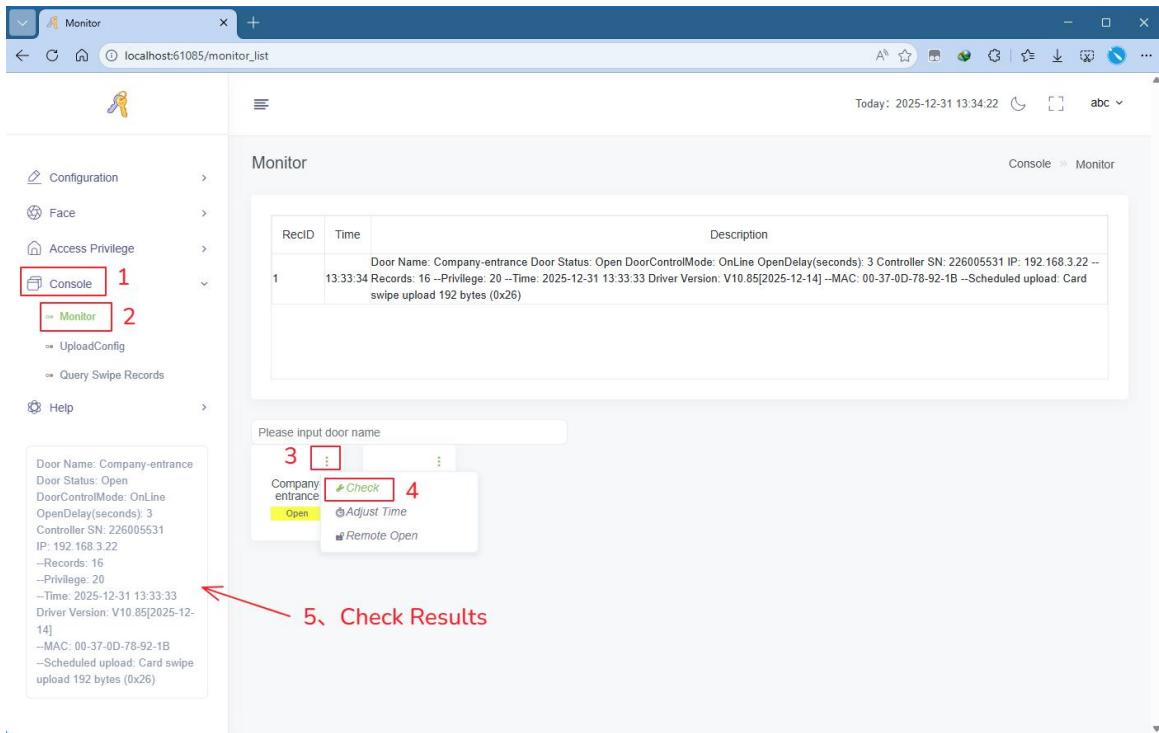 Monitor
localhost:61085/monitor_list
Today: 2025-12-31 13:34:22
abc
Configuration
Face
Access Privilege
Console
1
Monitor
2
UploadConfig
Query Swipe Records
Help
Door Name: Company-entrance
Door Status: Open
DoorControlMode: OnLine
OpenDelay(seconds): 3
Controller SN: 226005531
IP: 192.168.3.22
--Records: 16
--Privilege: 20
--Time: 2025-12-31 13:33:33
Driver Version: V10.85[2025-12-
14]
--MAC: 00-37-0D-78-92-1B
--Scheduled upload: Card swipe
upload 192 bytes (0x26)
Monitor
Console » Monitor
RecID Time Description
Door Name: Company-entrance Door Status: Open DoorControlMode: OnLine OpenDelay(seconds): 3 Controller SN: 226005531 IP: 192.168.3.22 --
1 13:33:34 Records: 16 --Privilege: 20 --Time: 2025-12-31 13:33:33 Driver Version: V10.85[2025-12-14] --MAC: 00-37-0D-78-92-1B --Scheduled upload: Card
swipe upload 192 bytes (0x26)
Please input door name
3
Company-
entrance
Open
Check
4
Adjust Time
Remote Open
5、Check Results